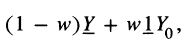 (1 − w)Y̲ + w1̲Y₀,